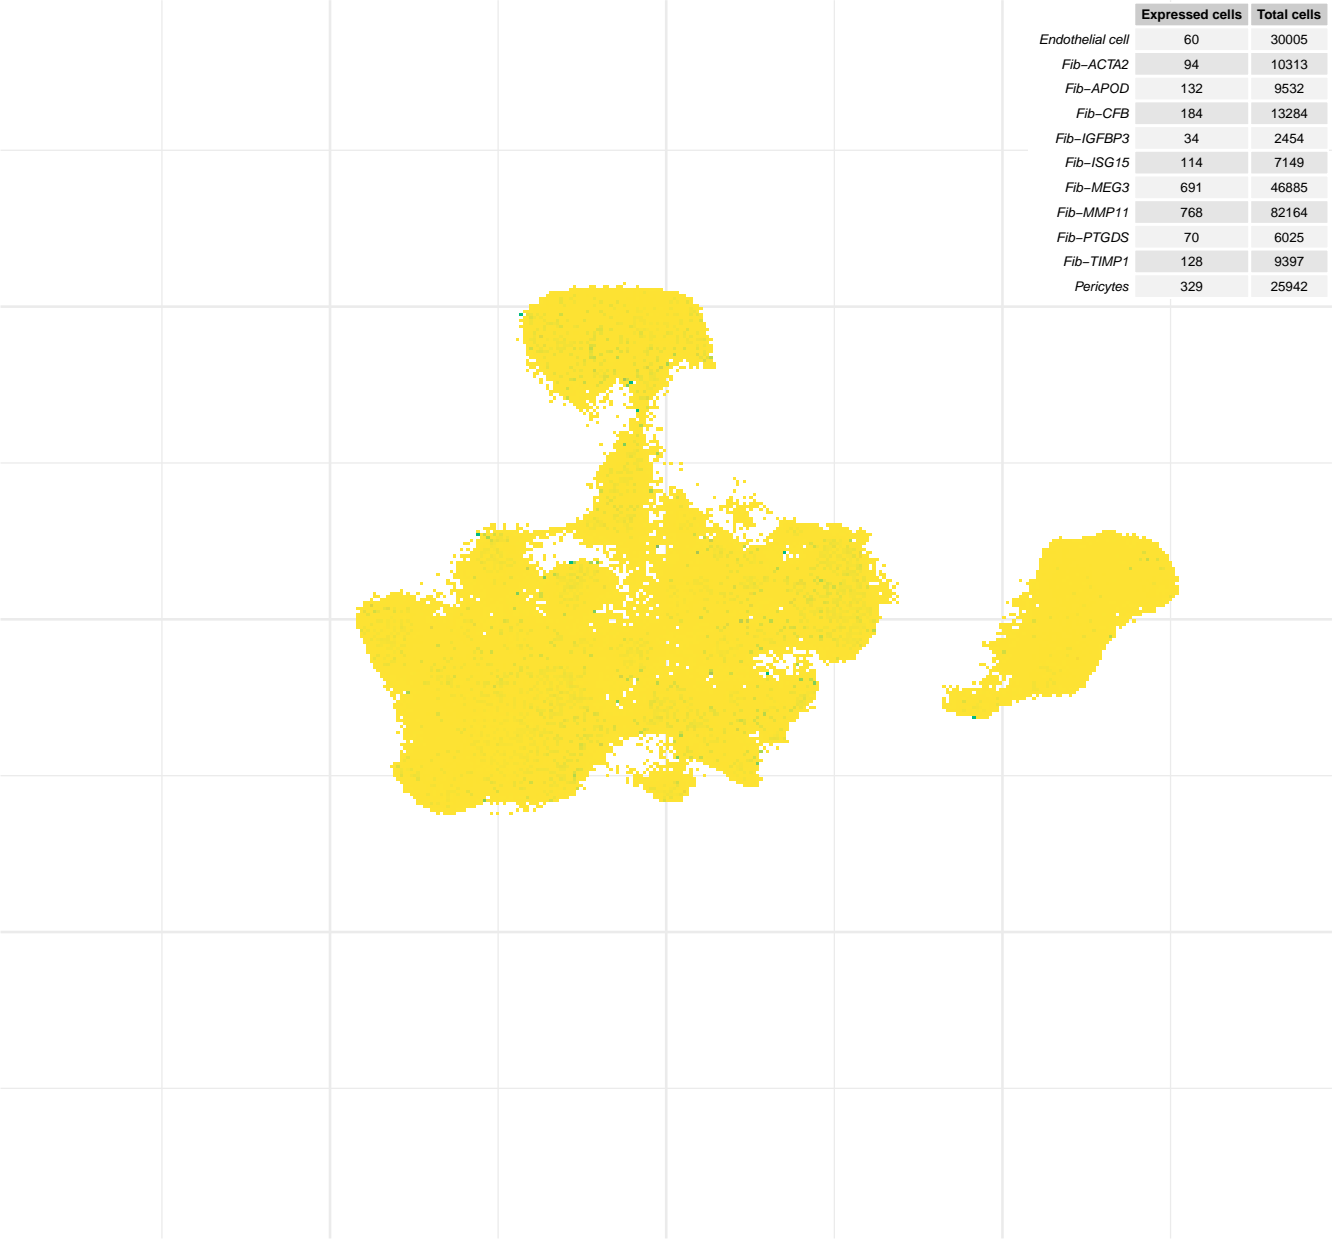 Expressed cells Total cells
Endothelial cell 60 30005
Fib−ACTA2 94 10313
Fib−APOD 132 9532
Fib−CFB 184 13284
Fib−IGFBP3 34 2454
Fib−ISG15 114 7149
Fib−MEG3 691 46885
Fib−MMP11 768 82164
Fib−PTGDS 70 6025
Fib−TIMP1 128 9397
Pericytes 329 25942